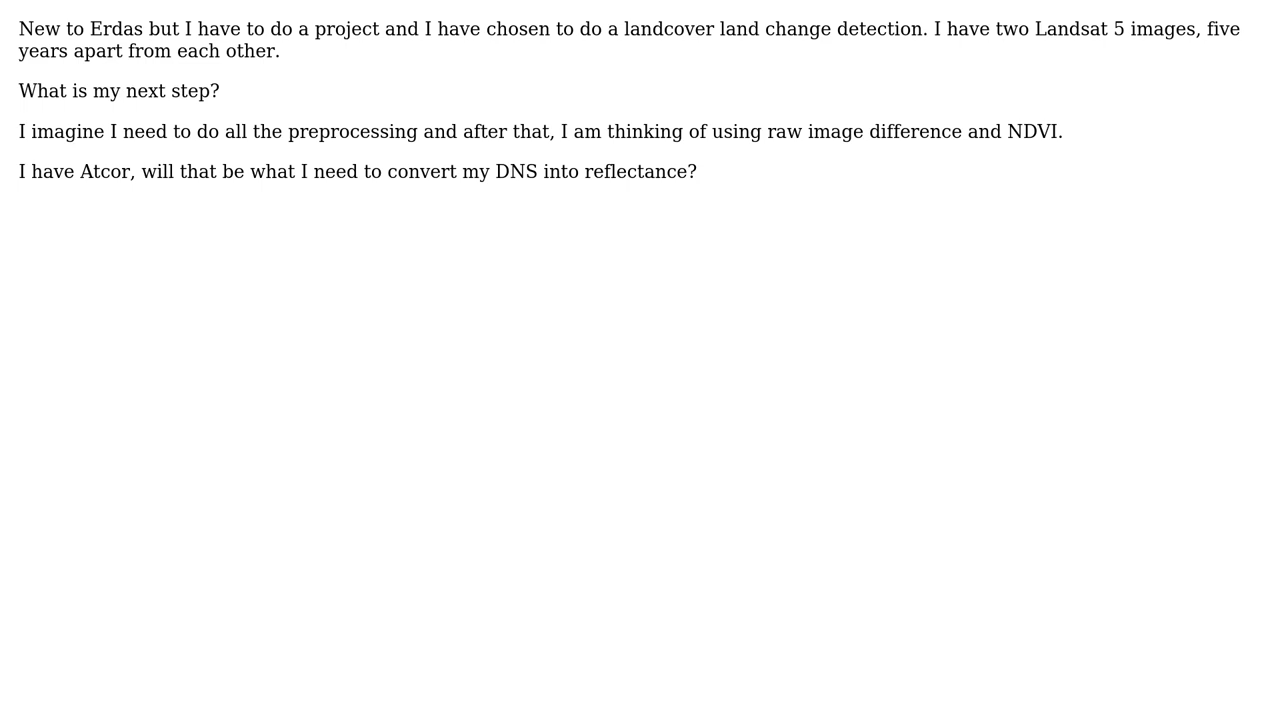 New to Erdas but I have to do a project and I have chosen to do a landcover land change detection. I have two Landsat 5 images, five
years apart from each other.
What is my next step?
I imagine I need to do all the preprocessing and after that, I am thinking of using raw image difference and NDVI.
I have Atcor, will that be what I need to convert my DNS into reflectance?